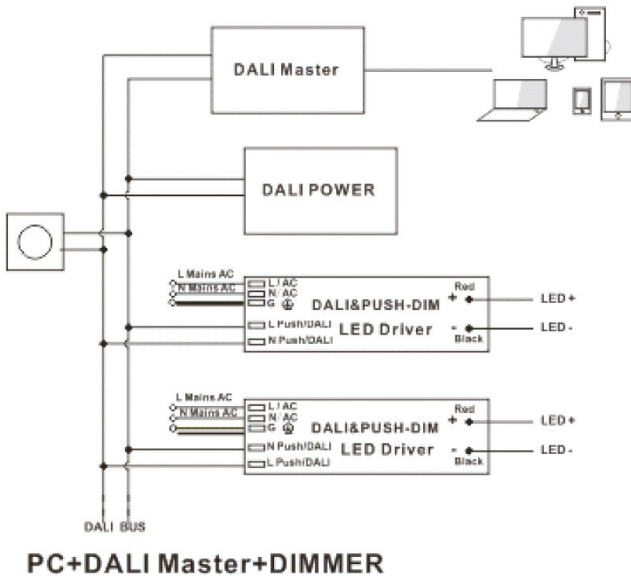 DALI Master
DALI POWER
L Mains AC
N Mains AC
L/AC
N/AC
G
L Push/DALI
N Push/DALI
DALI&PUSH-DIM
LED Driver
Red
+
-
Black
LED+
LED-
L Mains AC
N Mains AC
L/AC
N/AC
G
N Push/DALI
L Push/DALI
DALI&PUSH-DIM
LED Driver
Red
+
-
Black
LED+
LED-
DALI BUS
PC+DALI Master+DIMMER